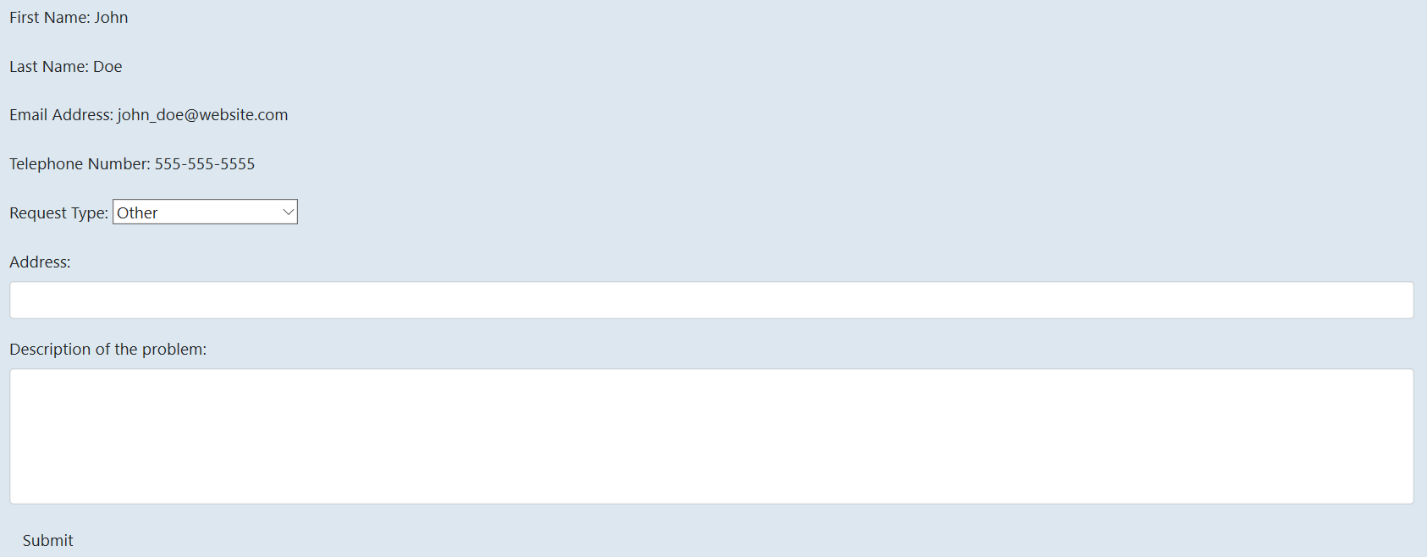 First Name: John
Last Name: Doe
Email Address: john_doe@website.com
Telephone Number: 555-555-5555
Request Type: Other
Address:
Description of the problem:
Submit